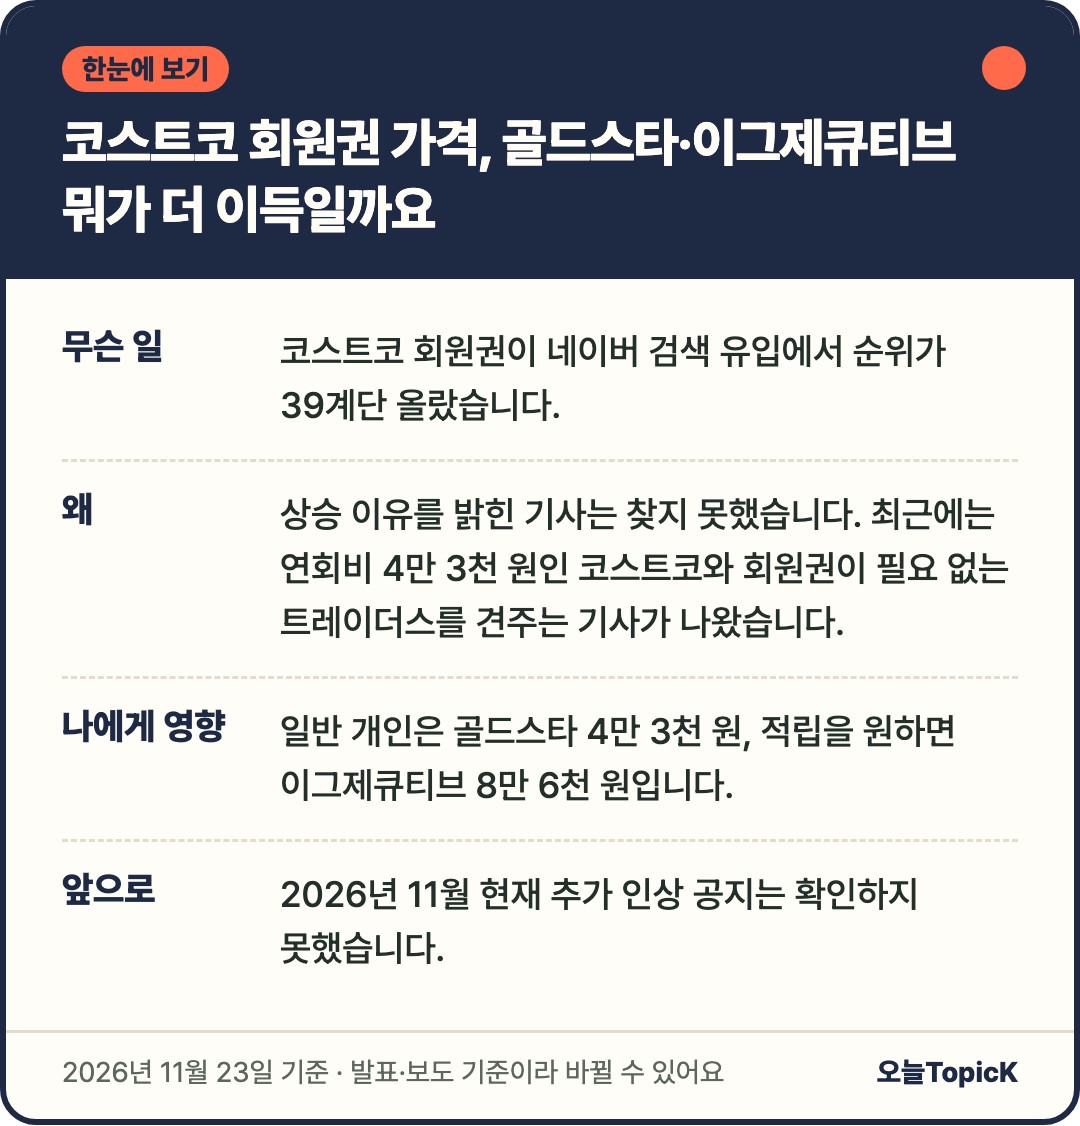 한눈에 보기
코스트코 회원권 가격, 골드스타·이그제큐티브
뭐가 더 이득일까요
무슨 일
코스트코 회원권이 네이버 검색 유입에서 순위가
39계단 올랐습니다.
왜
상승 이유를 밝힌 기사는 찾지 못했습니다. 최근에는
연회비 4만 3천 원인 코스트코와 회원권이 필요 없는
트레이더스를 견주는 기사가 나왔습니다.
나에게 영향
일반 개인은 골드스타 4만 3천 원, 적립을 원하면
이그제큐티브 8만 6천 원입니다.
앞으로
2026년 11월 현재 추가 인상 공지는 확인하지
못했습니다.
2026년 11월 23일 기준 · 발표·보도 기준이라 바뀔 수 있어요
오늘TopicK